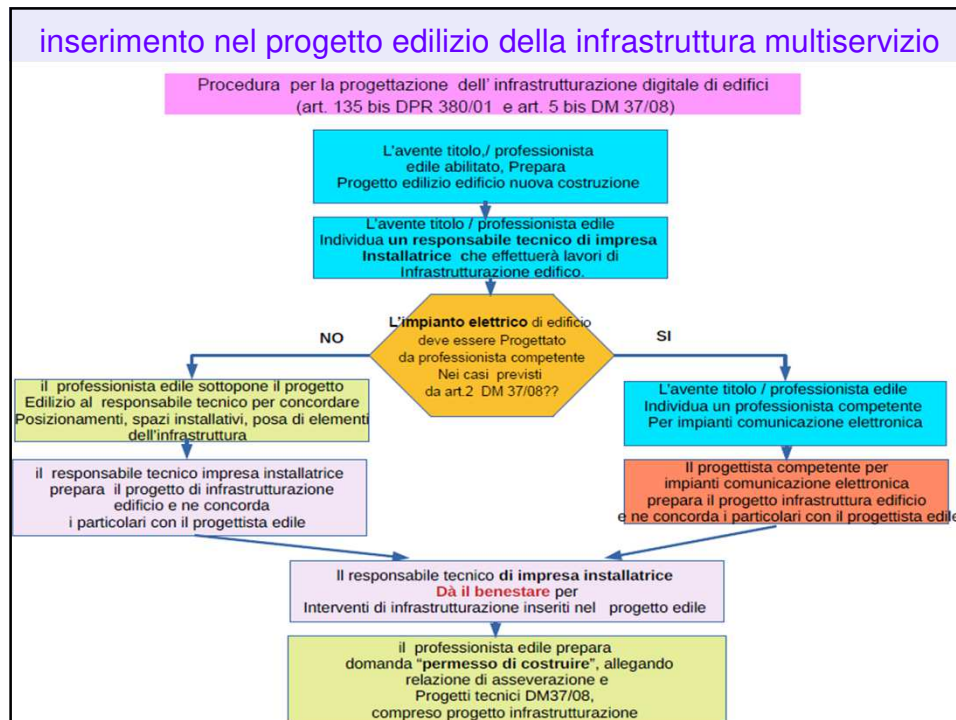 inserimento nel progetto edilizio della infrastruttura multiservizio
Procedura per la progettazione dell' infrastrutturazione digitale di edifici
(art. 135 bis DPR 380/01 e art. 5 bis DM 37/08)
L'avente titolo,/ professionista
edile abilitato, Prepara
Progetto edilizio edificio nuova costruzione
L'avente titolo / professionista edile
Individua un responsabile tecnico di impresa
Installatrice che effettuerà lavori di
Infrastrutturazione edifico.
L'impianto elettrico di edificio
deve essere Progettato
da professionista competente
Nei casi previsti
da art.2 DM 37/08??
NO
SI
il professionista edile sottopone il progetto
Edilizio al responsabile tecnico per concordare
Posizionamenti, spazi installativi, posa di elementi
dell'infrastruttura
L'avente titolo / professionista edile
Individua un professionista competente
Per impianti comunicazione elettronica
il responsabile tecnico impresa installatrice
prepara il progetto di infrastrutturazione
edificio e ne concorda
i particolari con il progettista edile
Il progettista competente per
impianti comunicazione elettronica
prepara il progetto infrastruttura edificio
e ne concorda i particolari con il progettista edile
Il responsabile tecnico di impresa installatrice
Dà il benestare per
Interventi di infrastrutturazione inseriti nel progetto edile
il professionista edile prepara
domanda "permesso di costruire", allegando
relazione di asseverazione e
Progetti tecnici DM37/08,
compreso progetto infrastrutturazione